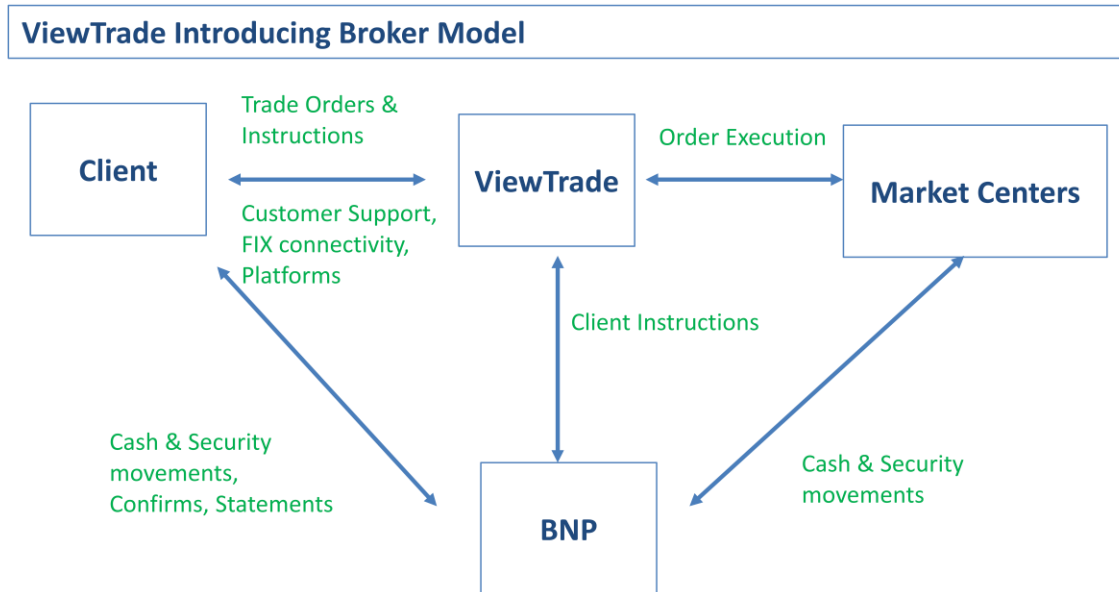 ViewTrade Introducing Broker Model
Trade Orders &
Instructions
Client
ViewTrade
Order Execution
Market Centers
Customer Support,
FIX connectivity,
Platforms
Client Instructions
Cash & Security
movements,
Confirms, Statements
Cash & Security
movements
BNP